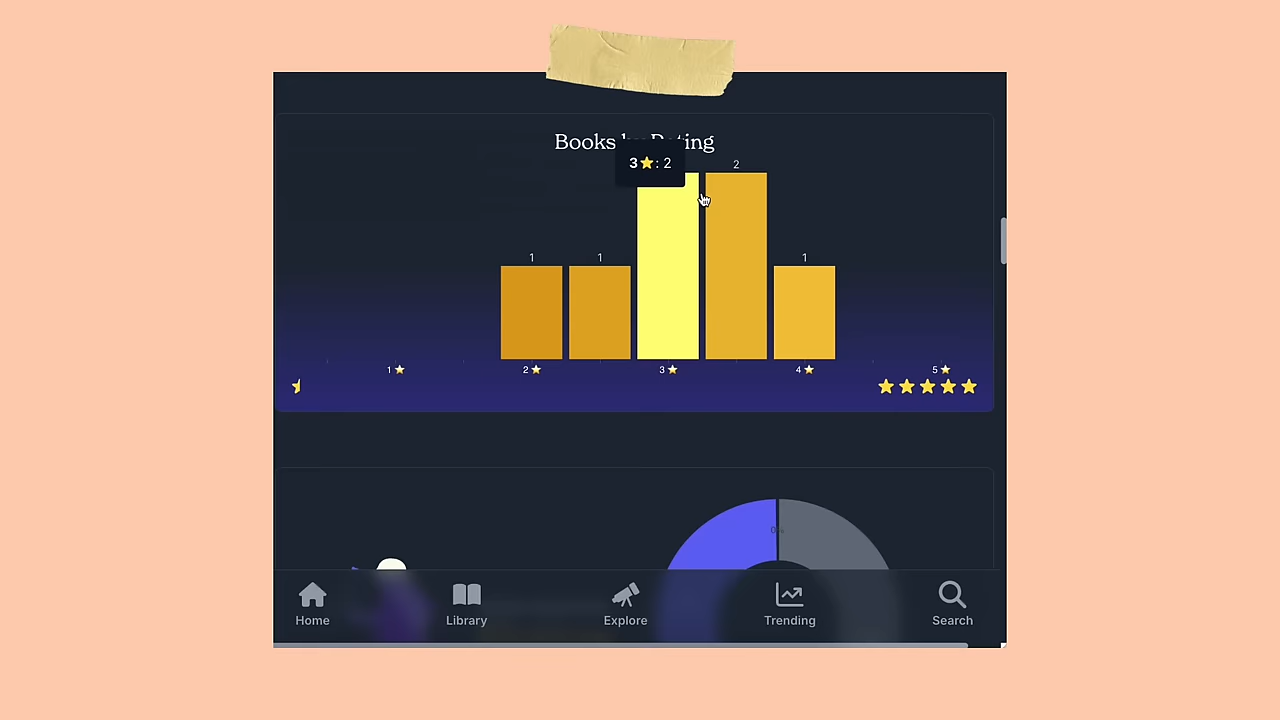 Books by Rating
3⭐: 2
2
1
1
1
1⭐
2⭐
3⭐
4⭐
5⭐
Home
Library
Explore
Trending
Search